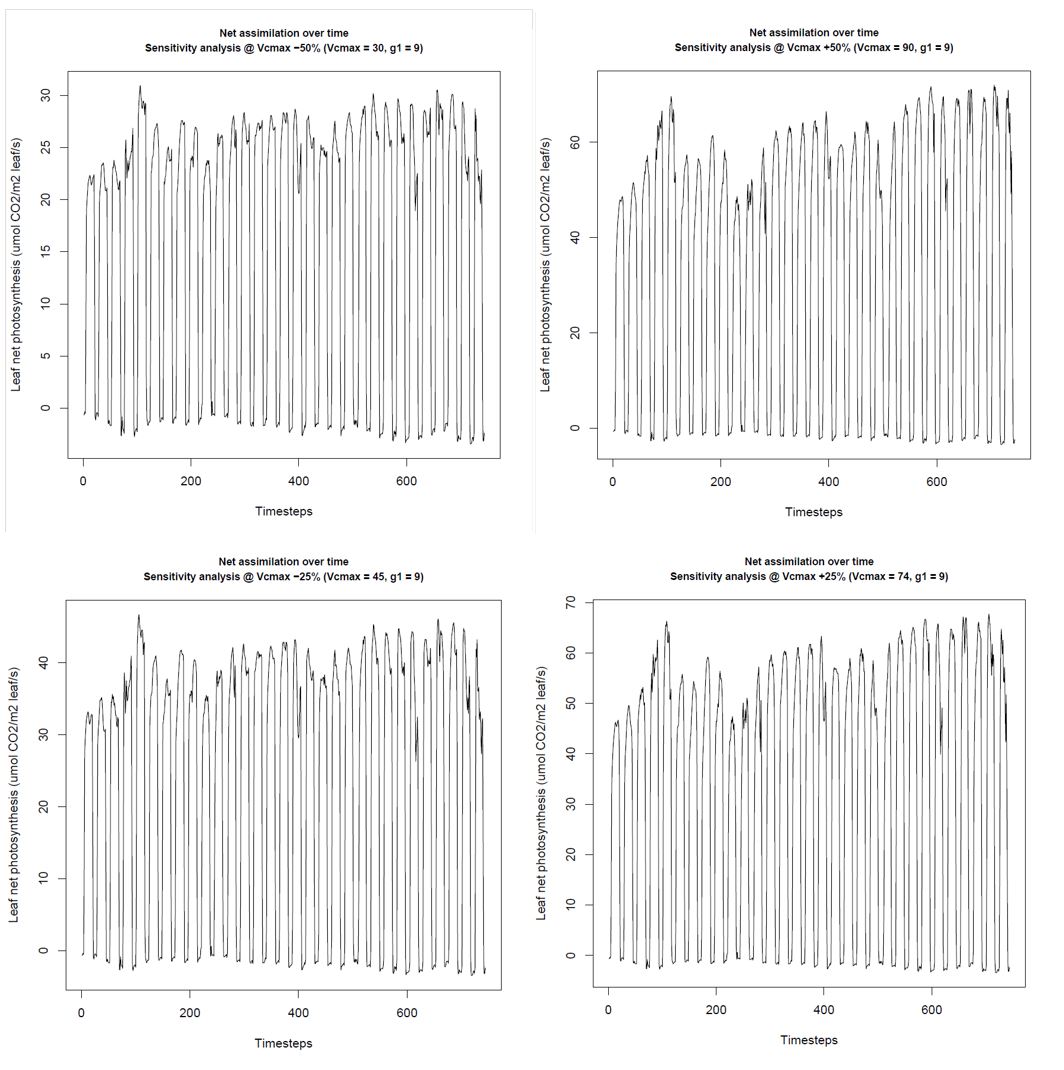 Net assimilation over time
Sensitivity analysis @ Vcmax −50% (Vcmax = 30, g1 = 9)
Leaf net photosynthesis (umol CO2/m2 leaf/s)
30
25
20
15
10
5
0
0 200 400 600
Timesteps
Net assimilation over time
Sensitivity analysis @ Vcmax +50% (Vcmax = 90, g1 = 9)
Leaf net photosynthesis (umol CO2/m2 leaf/s)
60
40
20
0
0 200 400 600
Timesteps
Net assimilation over time
Sensitivity analysis @ Vcmax −25% (Vcmax = 45, g1 = 9)
Leaf net photosynthesis (umol CO2/m2 leaf/s)
40
30
20
10
0
0 200 400 600
Timesteps
Net assimilation over time
Sensitivity analysis @ Vcmax +25% (Vcmax = 74, g1 = 9)
Leaf net photosynthesis (umol CO2/m2 leaf/s)
70
60
50
40
30
20
10
0
0 200 400 600
Timesteps